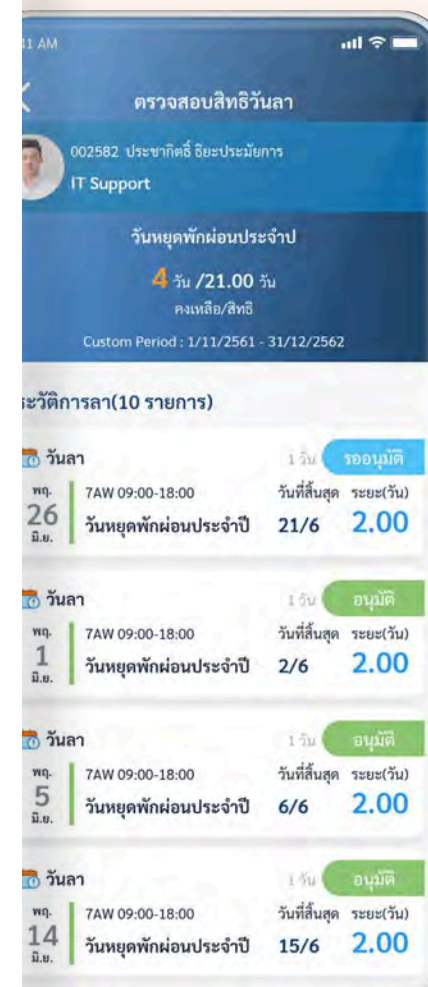 41 AM
ตรวจสอบสิทธิวันลา
002582 ประชากิตธิ์ ธิยะประมัยการ
IT Support
วันหยุดพักผ่อนประจำป
4 วัน /21.00 วัน
คงเหลือ/สิทธิ
Custom Period : 1/11/2561 - 31/12/2562
ระวัติการลา(10 รายการ)
วันลา 1 วัน รออนุมัติ
พฤ. 7AW 09:00-18:00 วันที่สิ้นสุด ระยะ(วัน)
26 วันหยุดพักผ่อนประจำปี 21/6 2.00
มิ.ย.
วันลา 1 วัน อนุมัติ
พฤ. 7AW 09:00-18:00 วันที่สิ้นสุด ระยะ(วัน)
1 วันหยุดพักผ่อนประจำปี 2/6 2.00
มิ.ย.
วันลา 1 วัน อนุมัติ
พฤ. 7AW 09:00-18:00 วันที่สิ้นสุด ระยะ(วัน)
5 วันหยุดพักผ่อนประจำปี 6/6 2.00
มิ.ย.
วันลา 1 วัน อนุมัติ
พฤ. 7AW 09:00-18:00 วันที่สิ้นสุด ระยะ(วัน)
14 วันหยุดพักผ่อนประจำปี 15/6 2.00
มิ.ย.